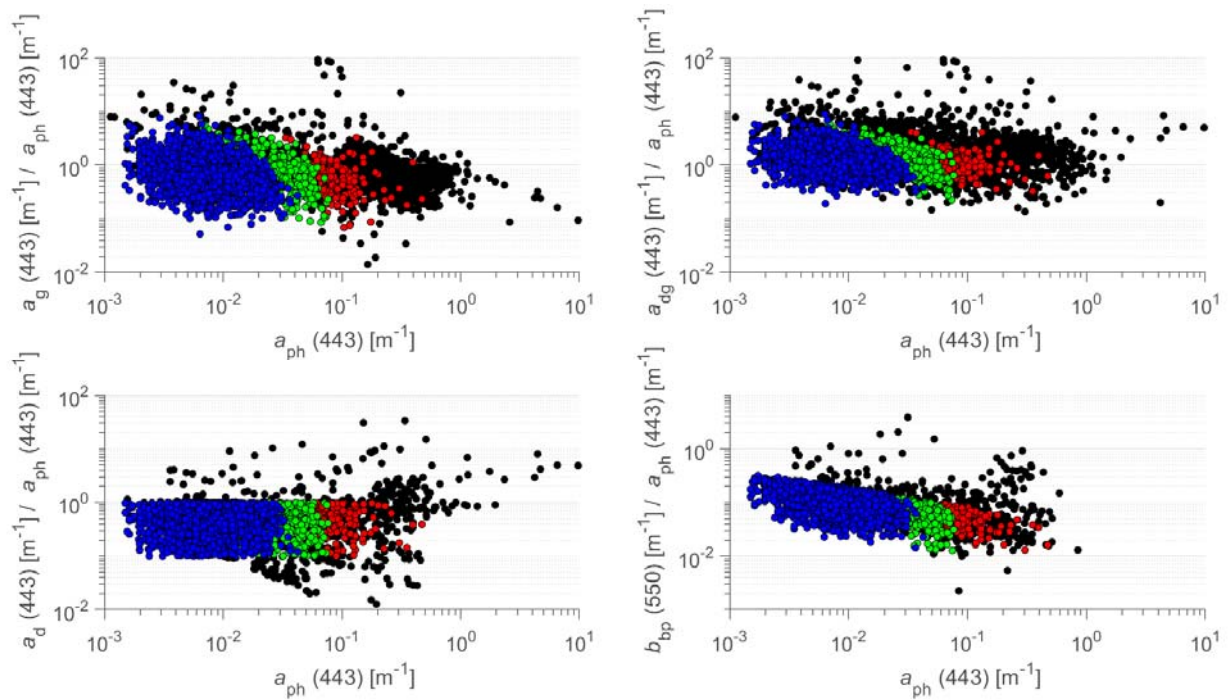 a_g (443) [m^-1] / a_ph (443) [m^-1]
10^2
10^0
10^-2
10^-3 10^-2 10^-1 10^0 10^1
a_ph (443) [m^-1]
a_dg (443) [m^-1] / a_ph (443) [m^-1]
10^2
10^0
10^-2
10^-3 10^-2 10^-1 10^0 10^1
a_ph (443) [m^-1]
a_d (443) [m^-1] / a_ph (443) [m^-1]
10^2
10^0
10^-2
10^-3 10^-2 10^-1 10^0 10^1
a_ph (443) [m^-1]
b_bp (550) [m^-1] / a_ph (443) [m^-1]
10^0
10^-2
10^-3 10^-2 10^-1 10^0 10^1
a_ph (443) [m^-1]